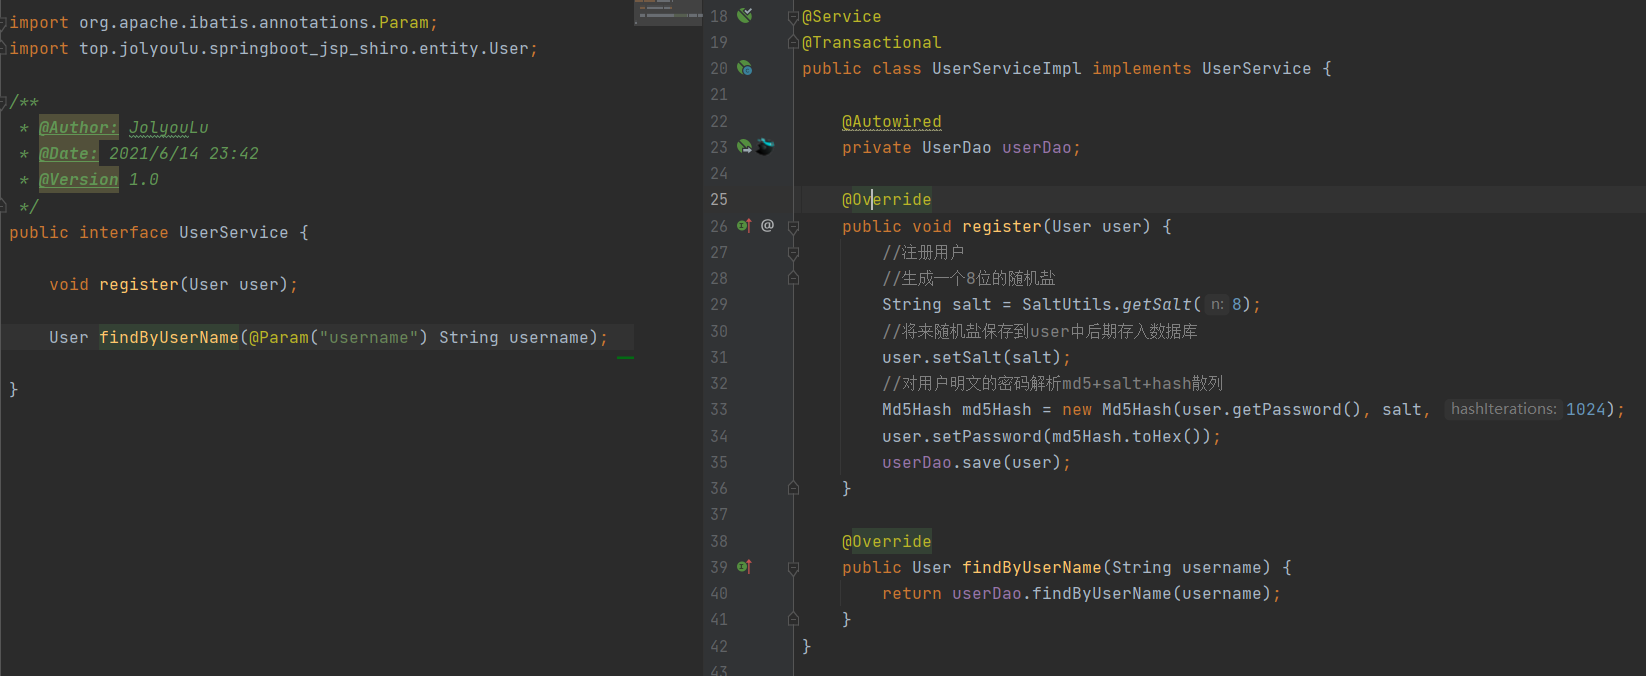 import org.apache.ibatis.annotations.Param;
import top.jolyoulu.springboot_jsp_shiro.entity.User;
/**
* @Author: JolyouLu
* @Date: 2021/6/14 23:42
* @Version 1.0
*/
public interface UserService {
void register(User user);
User findByUserName(@Param("username") String username);
}
18 @Service
19 @Transactional
20 public class UserServiceImpl implements UserService {
21
22 @Autowired
23 private UserDao userDao;
24
25 @Override
26 @ public void register(User user) {
27 //注册用户
28 //生成一个8位的随机盐
29 String salt = SaltUtils.getSalt( n: 8);
30 //将来随机盐保存到user中后期存入数据库
31 user.setSalt(salt);
32 //对用户明文的密码解析md5+salt+hash散列
33 Md5Hash md5Hash = new Md5Hash(user.getPassword(), salt, hashIterations: 1024);
34 user.setPassword(md5Hash.toHex());
35 userDao.save(user);
36 }
37
38 @Override
39 public User findByUserName(String username) {
40 return userDao.findByUserName(username);
41 }
42 }
43